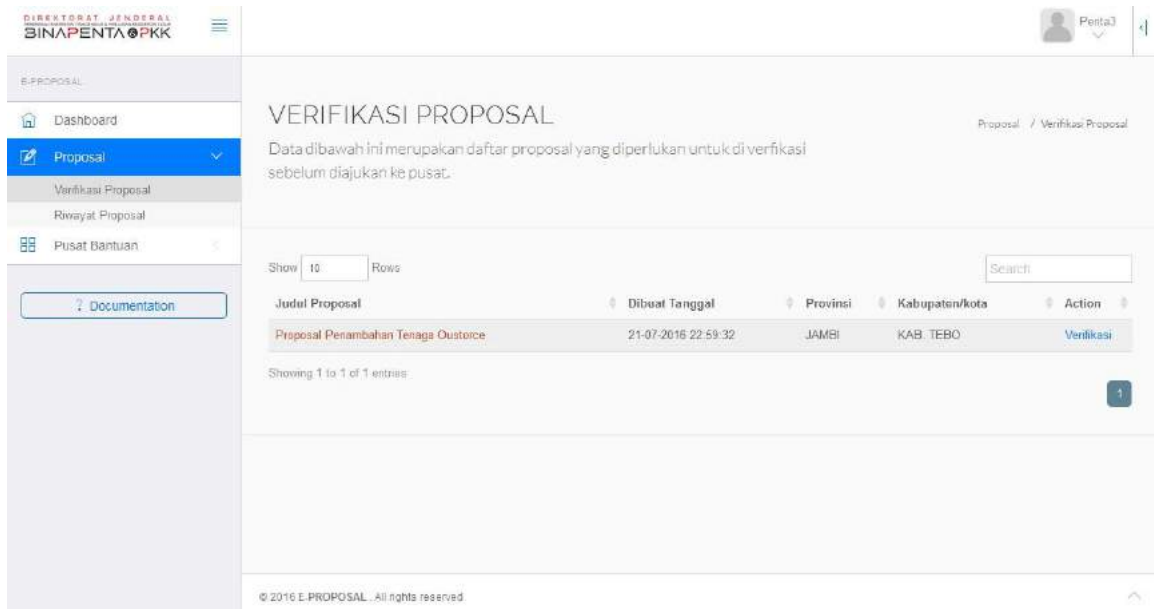 DIREKTORAT JENDERAL
BINAPENTA & PKK
Penta3
E-PROPOSAL
Dashboard
Proposal
Verifikasi Proposal
Riwayat Proposal
Pusat Bantuan
? Documentation
VERIFIKASI PROPOSAL
Proposal / Verifikasi Proposal
Data dibawah ini merupakan daftar proposal yang diperlukan untuk di verfikasi
sebelum diajukan ke pusat.
Show 10 Rows
Search
Judul Proposal Dibuat Tanggal Provinsi Kabupaten/kota Action
Proposal Penambahan Tenaga Oustorce 21-07-2016 22:59:32 JAMBI KAB. TEBO Verifikasi
Showing 1 to 1 of 1 entries
1
© 2016 E-PROPOSAL . All rights reserved